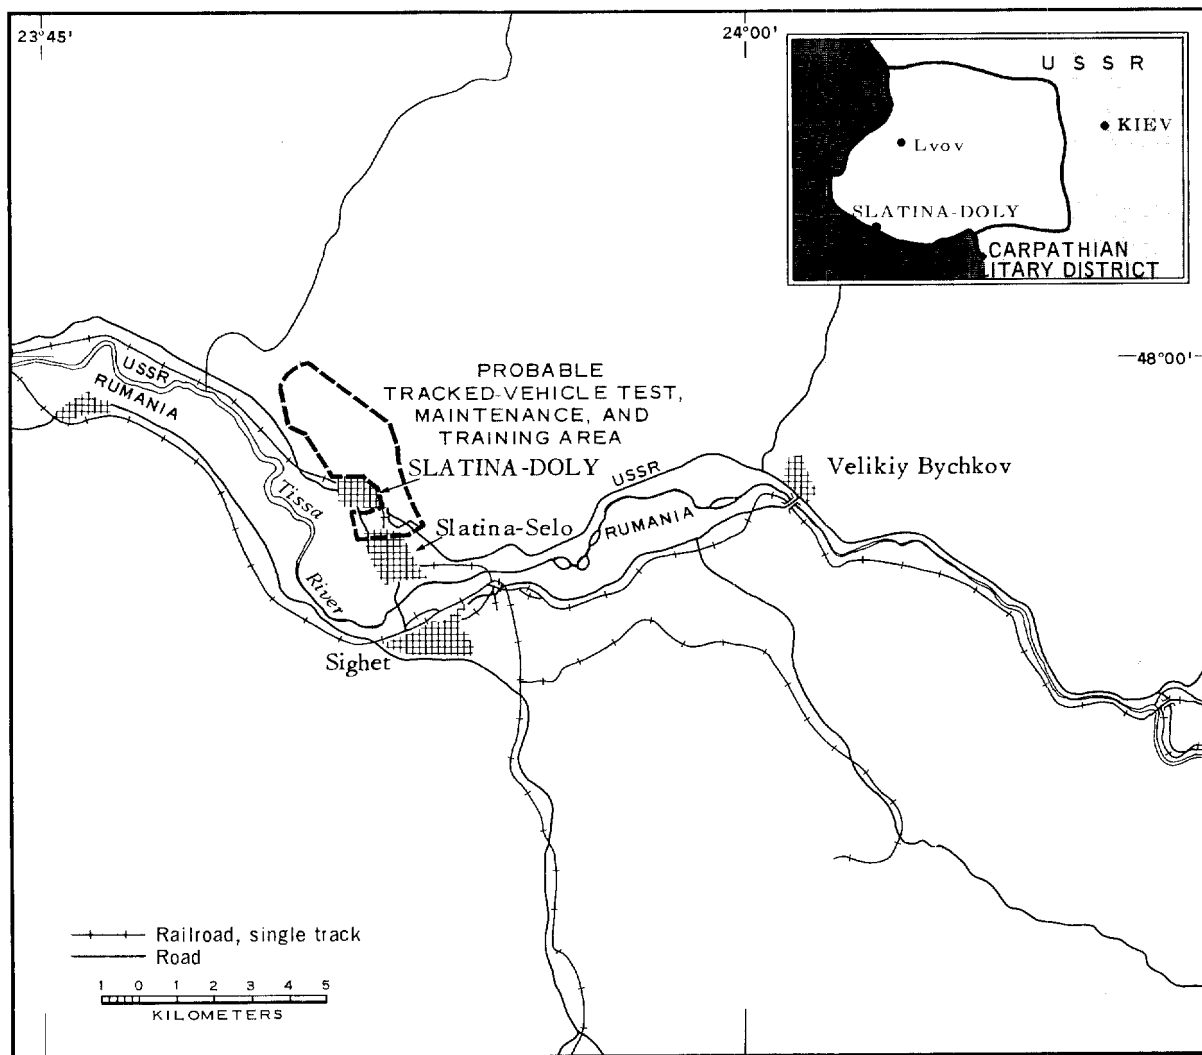 23°45'
24°00'
U S S R
KIEV
Lvov
SLATINA-DOLY
CARPATHIAN
LITARY DISTRICT
48°00'
USSR
RUMANIA
PROBABLE
TRACKED-VEHICLE TEST,
MAINTENANCE, AND
TRAINING AREA
SLATINA-DOLY
Tissa
River
Slatina-Selo
USSR
RUMANIA
Velikiy Bychkov
Sighet
Railroad, single track
Road
1 0 1 2 3 4 5
KILOMETERS